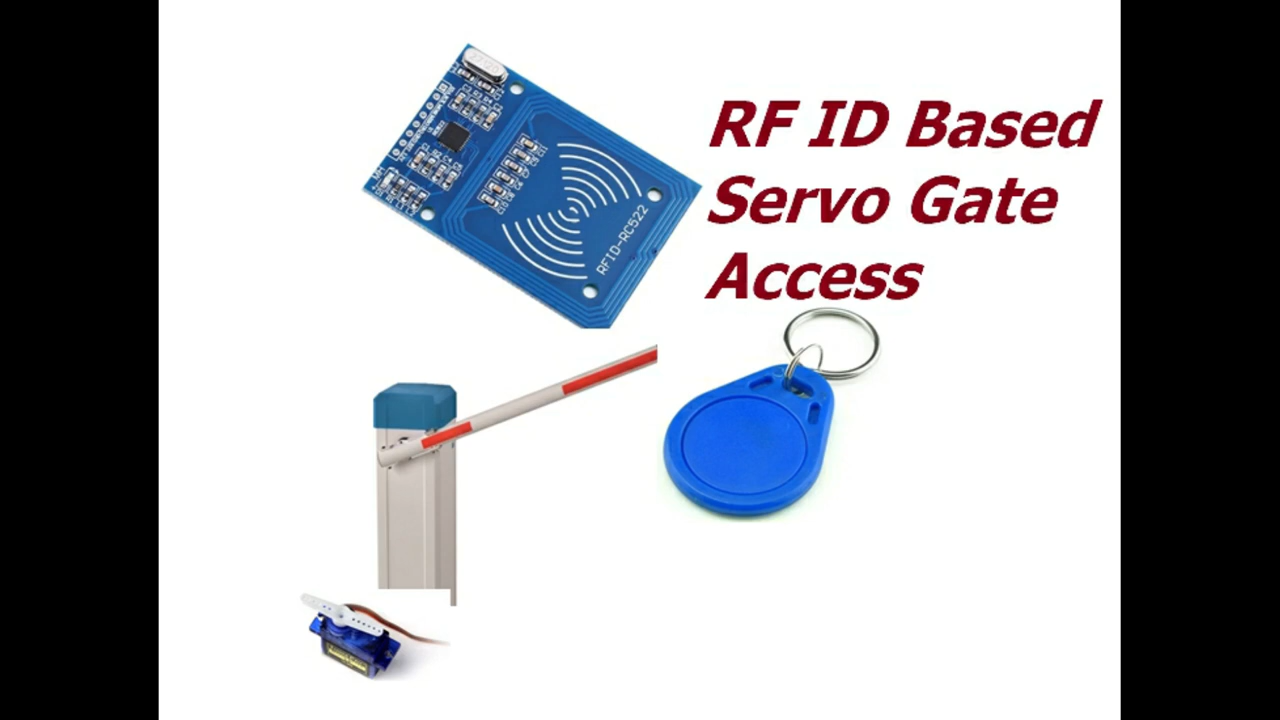 RF ID Based
Servo Gate
Access
RFID-RC522